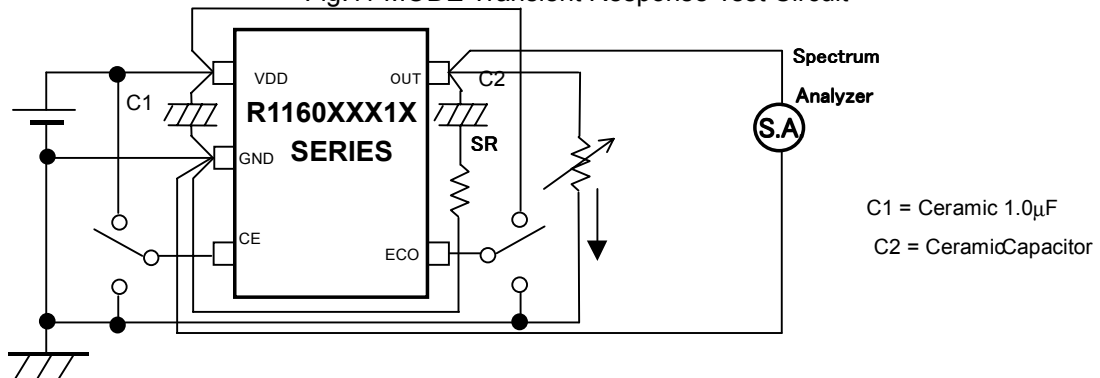 Fig.11 MODE Transient Response Test Circuit
VDD
OUT
C1
C2
R1160XXX1X
SERIES
SR
GND
CE
ECO
Spectrum
Analyzer
S.A
C1 = Ceramic 1.0μF
C2 = CeramicCapacitor